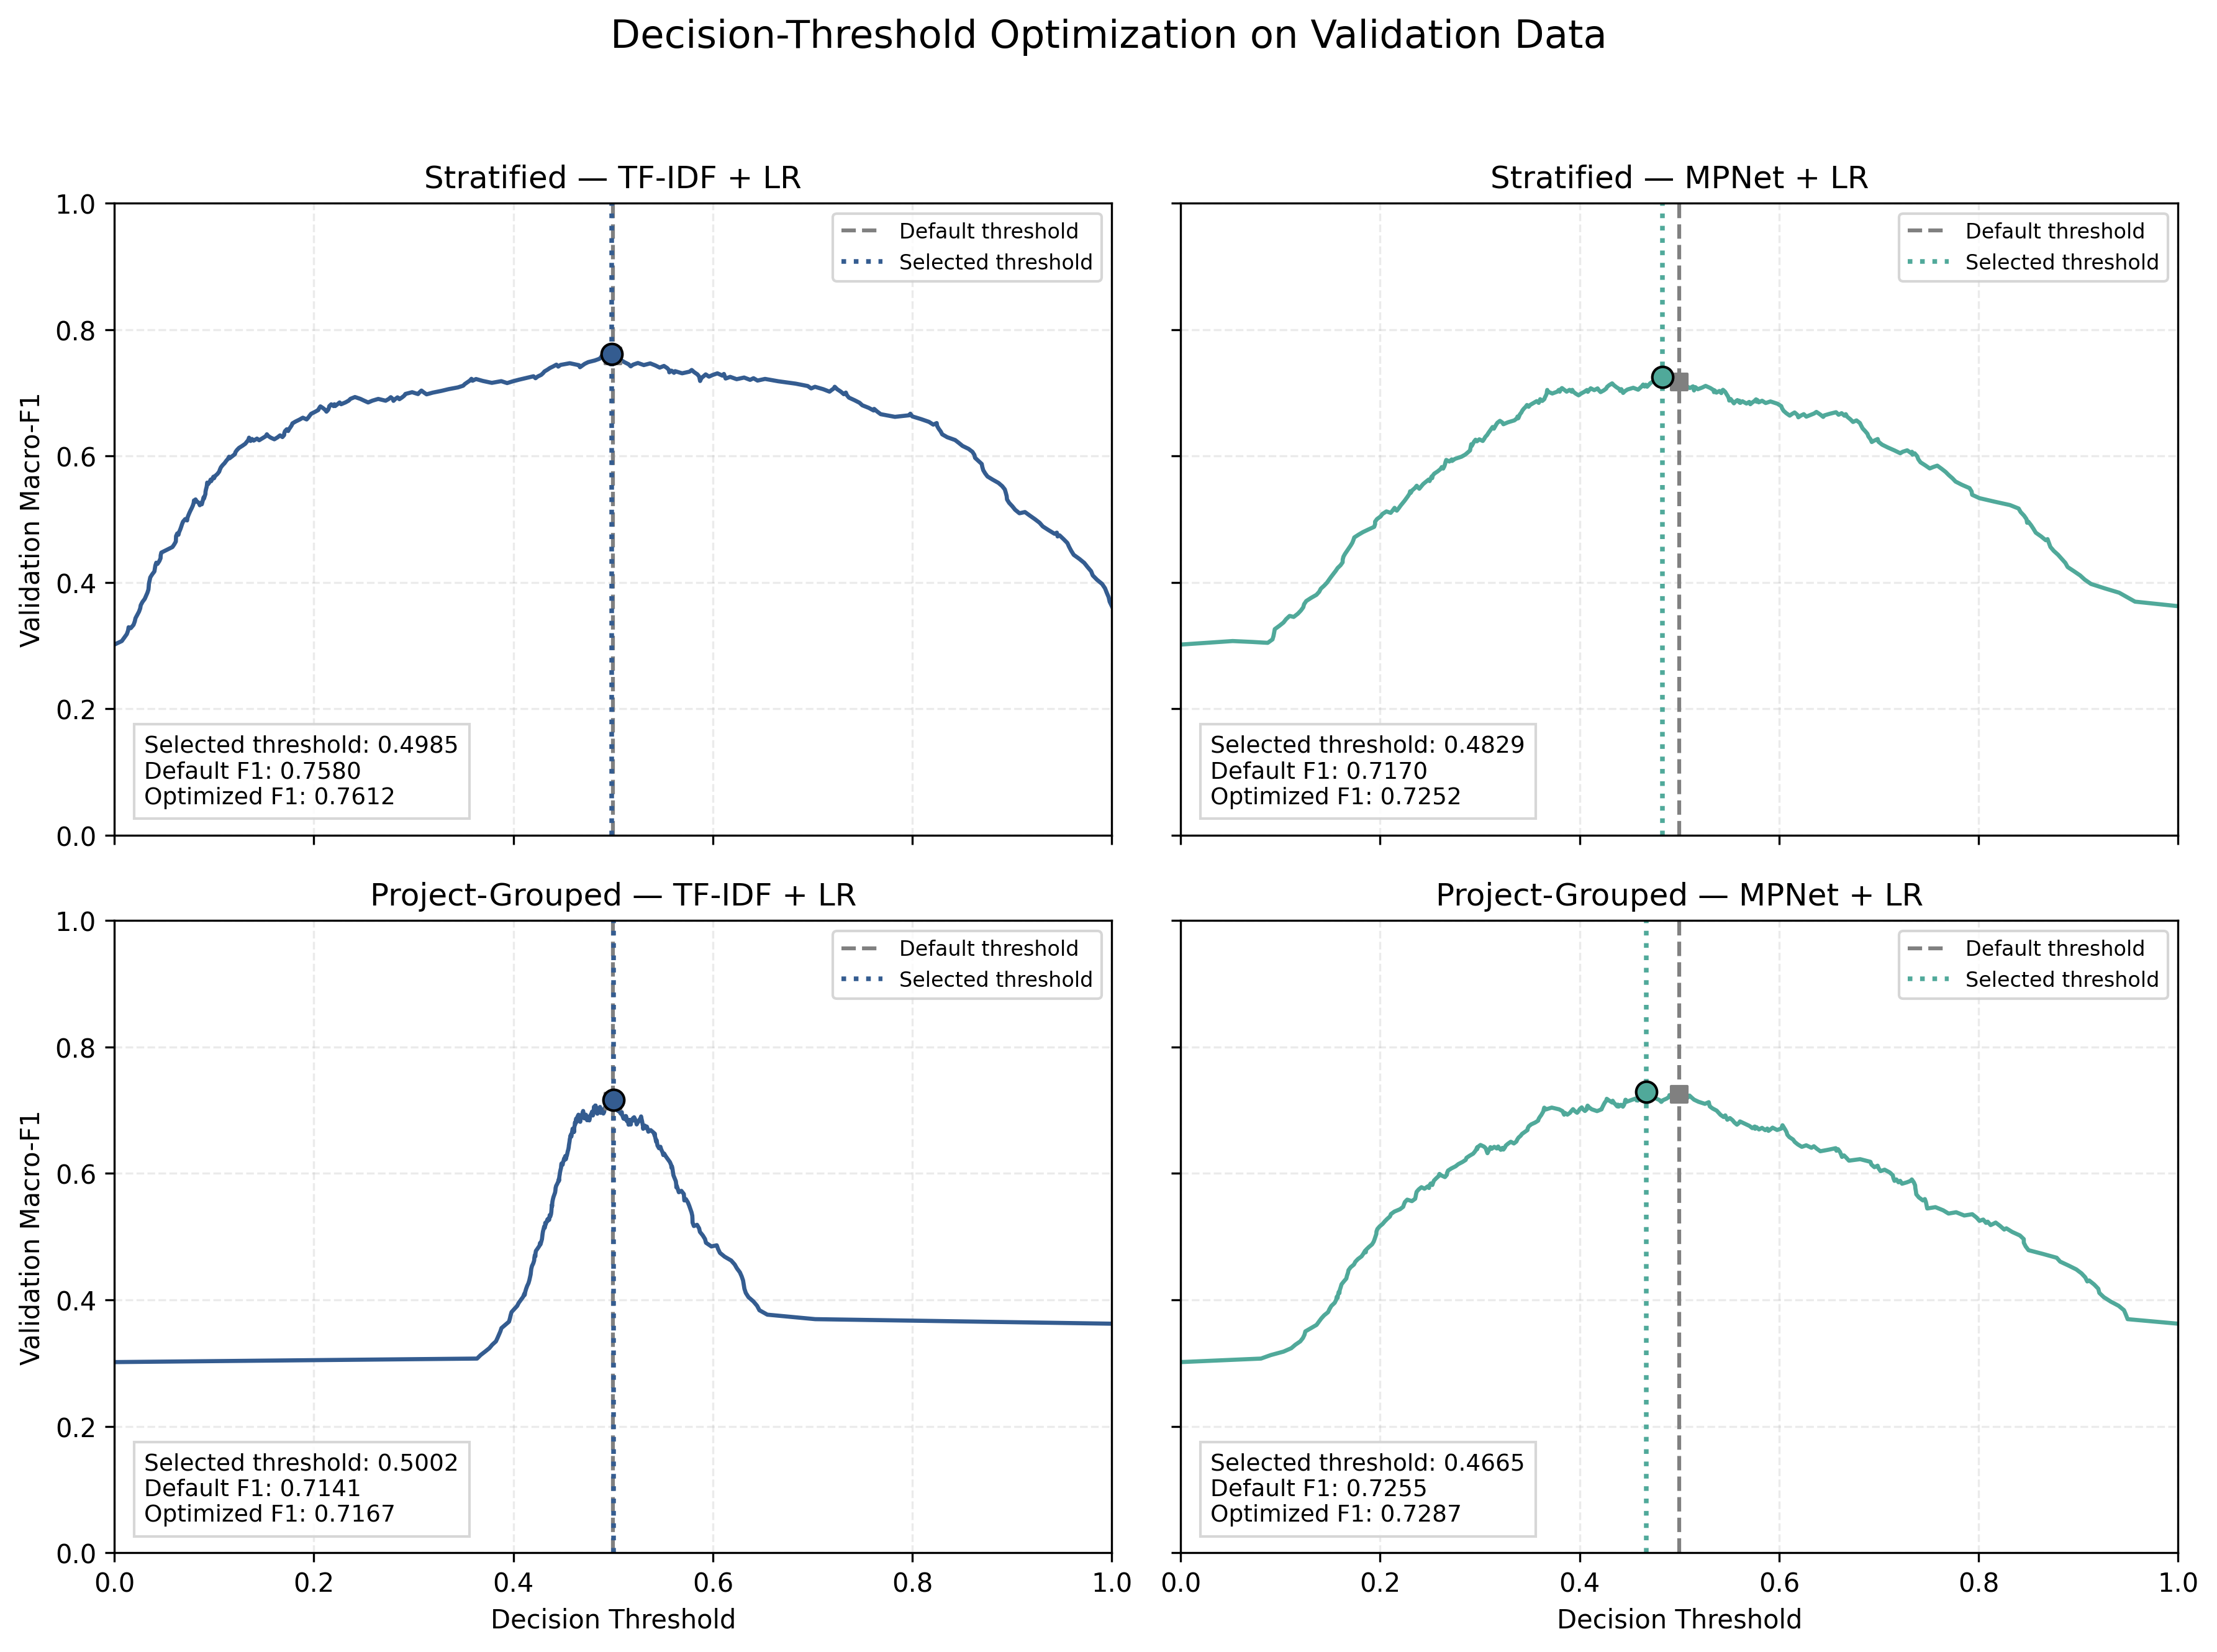 Decision-Threshold Optimization on Validation Data
Stratified — TF-IDF + LR
Validation Macro-F1
1.0
0.8
0.6
0.4
0.2
0.0
Default threshold
Selected threshold
Selected threshold: 0.4985
Default F1: 0.7580
Optimized F1: 0.7612
Stratified — MPNet + LR
Default threshold
Selected threshold
Selected threshold: 0.4829
Default F1: 0.7170
Optimized F1: 0.7252
Project-Grouped — TF-IDF + LR
Validation Macro-F1
1.0
0.8
0.6
0.4
0.2
0.0
Default threshold
Selected threshold
Selected threshold: 0.5002
Default F1: 0.7141
Optimized F1: 0.7167
0.0 0.2 0.4 0.6 0.8 1.0
Decision Threshold
Project-Grouped — MPNet + LR
Default threshold
Selected threshold
Selected threshold: 0.4665
Default F1: 0.7255
Optimized F1: 0.7287
0.0 0.2 0.4 0.6 0.8 1.0
Decision Threshold